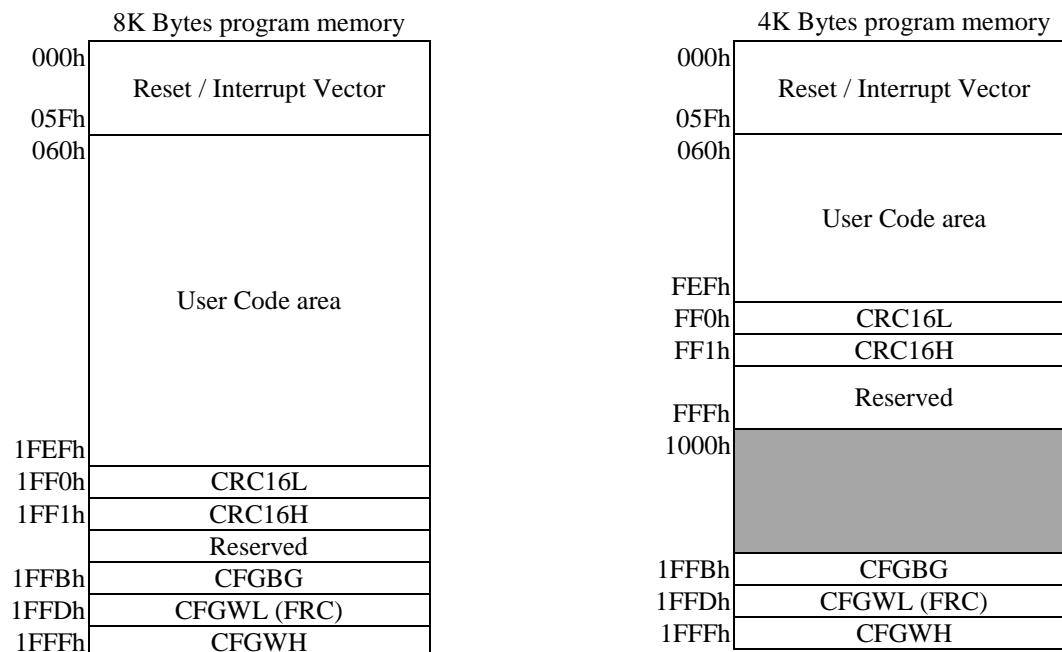 8K Bytes program memory
000h
Reset / Interrupt Vector
05Fh
060h
User Code area
1FEFh
1FF0h
CRC16L
1FF1h
CRC16H
Reserved
1FFBh
CFGBG
1FFDh
CFGWL (FRC)
1FFFh
CFGWH
4K Bytes program memory
000h
Reset / Interrupt Vector
05Fh
060h
User Code area
FEFh
FF0h
CRC16L
FF1h
CRC16H
Reserved
FFFh
1000h
1FFBh
CFGBG
1FFDh
CFGWL (FRC)
1FFFh
CFGWH